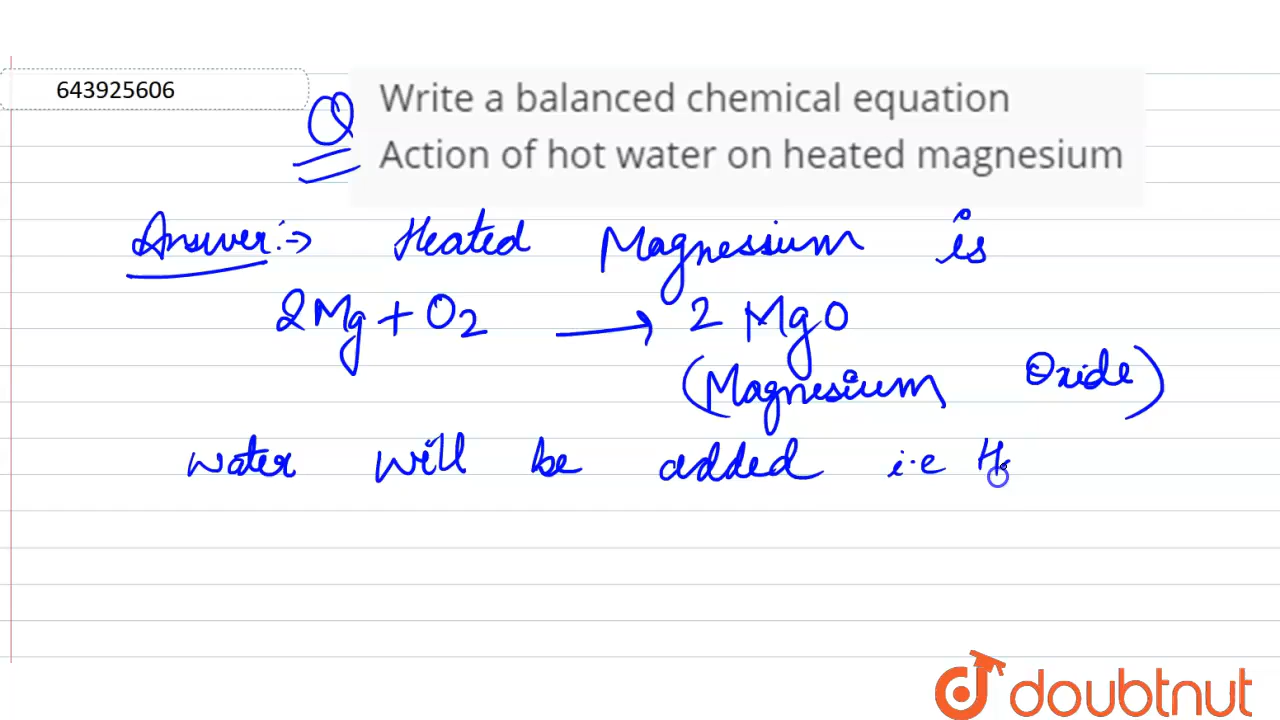 643925606
Q Write a balanced chemical equation
Action of hot water on heated magnesium
Answer:-> Heated Magnessium is
2Mg + O2 → 2 MgO
(Magnesium Oxide)
water will be added i.e H
doubtnut